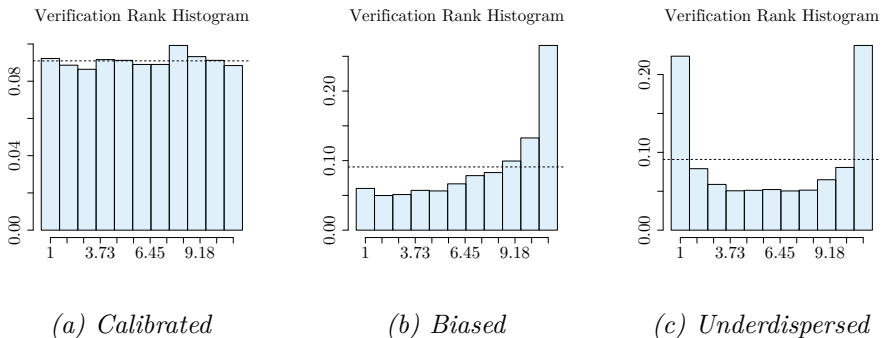 Verification Rank Histogram
0.08
0.04
0.00
1 3.73 6.45 9.18
(a) Calibrated
Verification Rank Histogram
0.20
0.10
0.00
1 3.73 6.45 9.18
(b) Biased
Verification Rank Histogram
0.20
0.10
0.00
1 3.73 6.45 9.18
(c) Underdispersed